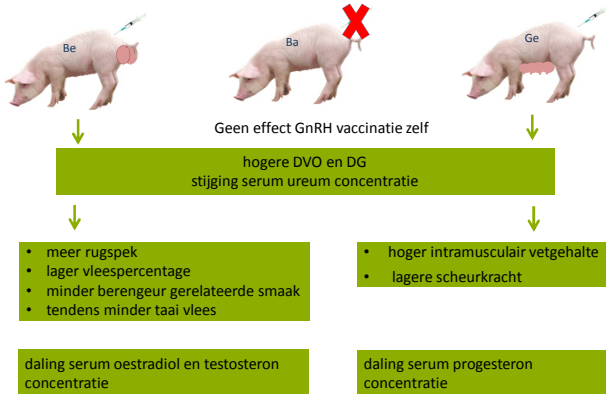 Be
Ba
Ge
Geen effect GnRH vaccinatie zelf
hogere DVO en DG
stijging serum ureum concentratie
• meer rugspek
• lager vleespercentage
• minder berengeur gerelateerde smaak
• tendens minder taai vlees
• hoger intramusculair vetgehalte
• lagere scheurkracht
daling serum oestradiol en testosteron
concentratie
daling serum progesteron
concentratie